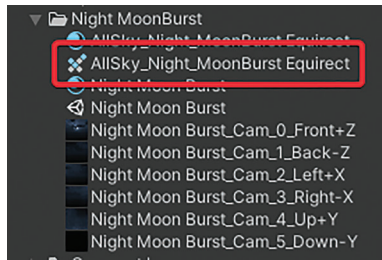 Night MoonBurst
AllSky_Night_MoonBurst Equirect
AllSky_Night_MoonBurst Equirect
Night Moon Burst
Night Moon Burst
Night Moon Burst_Cam_0_Front+Z
Night Moon Burst_Cam_1_Back-Z
Night Moon Burst_Cam_2_Left+X
Night Moon Burst_Cam_3_Right-X
Night Moon Burst_Cam_4_Up+Y
Night Moon Burst_Cam_5_Down-Y